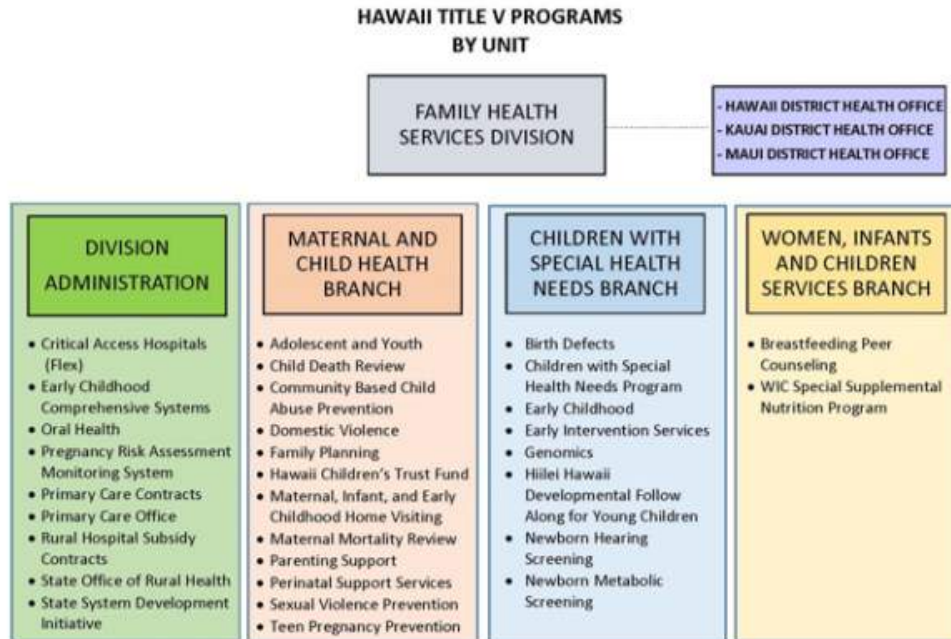 HAWAII TITLE V PROGRAMS
BY UNIT
FAMILY HEALTH
SERVICES DIVISION
- HAWAII DISTRICT HEALTH OFFICE
- KAUAI DISTRICT HEALTH OFFICE
- MAUI DISTRICT HEALTH OFFICE
DIVISION
ADMINISTRATION
• Critical Access Hospitals
(Flex)
• Early Childhood
Comprehensive Systems
• Oral Health
• Pregnancy Risk Assessment
Monitoring System
• Primary Care Contracts
• Primary Care Office
• Rural Hospital Subsidy
Contracts
• State Office of Rural Health
• State System Development
Initiative
MATERNAL AND
CHILD HEALTH
BRANCH
• Adolescent and Youth
• Child Death Review
• Community Based Child
Abuse Prevention
• Domestic Violence
• Family Planning
• Hawaii Children's Trust Fund
• Maternal, Infant, and Early
Childhood Home Visiting
• Maternal Mortality Review
• Parenting Support
• Perinatal Support Services
• Sexual Violence Prevention
• Teen Pregnancy Prevention
CHILDREN WITH
SPECIAL HEALTH
NEEDS BRANCH
• Birth Defects
• Children with Special
Health Needs Program
• Early Childhood
• Early Intervention Services
• Genomics
• Hiilei Hawaii
Developmental Follow
Along for Young Children
• Newborn Hearing
Screening
• Newborn Metabolic
Screening
WOMEN, INFANTS
AND CHILDREN
SERVICES BRANCH
• Breastfeeding Peer
Counseling
• WIC Special Supplemental
Nutrition Program